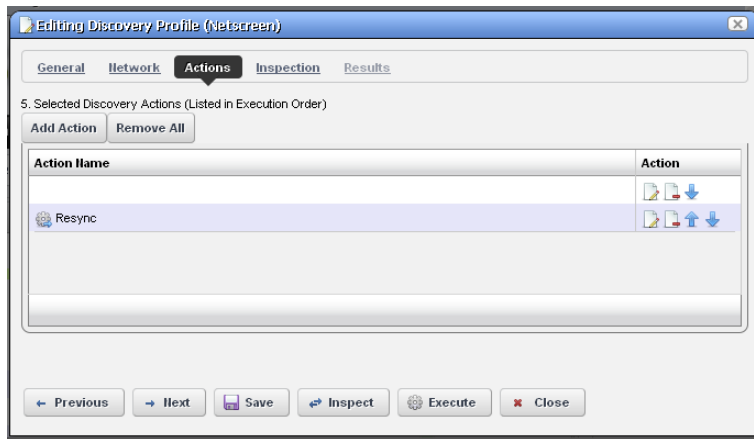 Editing Discovery Profile (Netscreen)
General Network Actions Inspection Results
5. Selected Discovery Actions (Listed in Execution Order)
Add Action Remove All
Action Name Action
Resync
Previous Next Save Inspect Execute Close